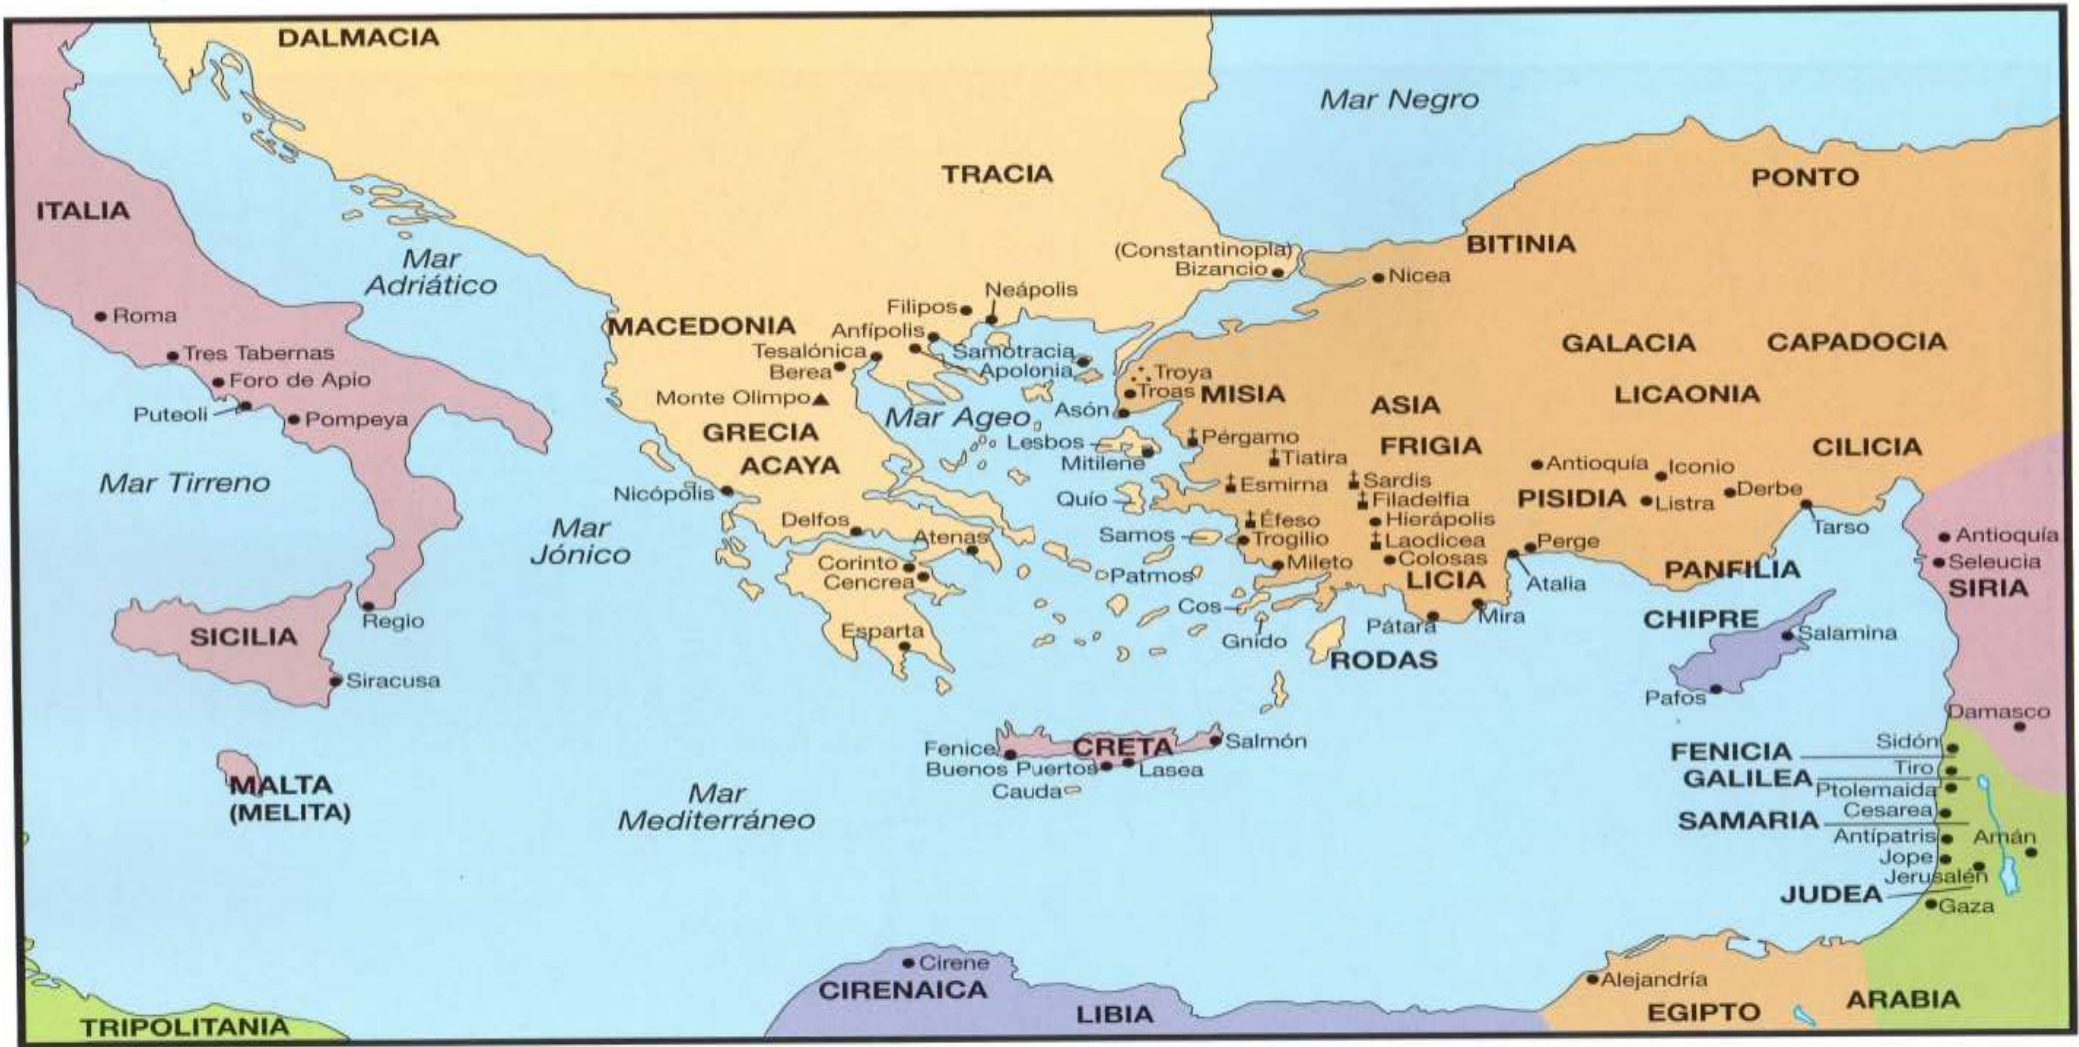 DALMACIA
Mar Negro
TRACIA
PONTO
ITALIA
(Constantinopla)
Bizancio
BITINIA
Nicea
Mar
Adriático
Neápolis
Filipos
Roma
MACEDONIA
Anfípolis
Tesalónica
Samotracia
GALACIA
CAPADOCIA
Tres Tabernas
Berea
Apolonia
Troya
Foro de Apio
Monte Olimpo
Troas
MISIA
LICAONIA
Puteoli
Pompeya
Mar Ageo
Asón
ASIA
GRECIA
Lesbos
Pérgamo
FRIGIA
CILICIA
ACAYA
Mitilene
Tiatira
Antioquía
Iconio
Mar Tirreno
Nicópolis
Quío
Esmirna
Sardis
Filadelfia
PISIDIA
Listra
Derbe
Mar
Jónico
Delfos
Atenas
Samos
Éfeso
Hierápolis
Tarso
Trogilio
Laodicea
Perge
Antioquía
Corinto
Cencrea
Patmos
Mileto
Colosas
LICIA
Atalia
PANFILIA
Seleucia
SIRIA
Cos
Gnido
Pátara
Mira
CHIPRE
Salamina
SICILIA
Regio
Esparta
RODAS
Siracusa
Pafos
Damasco
Fenice
CRETA
Salmón
Buenos Puertos
Lasea
Cauda
FENICIA
Sidón
MALTA
(MELITA)
GALILEA
Tiro
Ptolemaida
Mar
Mediterráneo
SAMARIA
Cesarea
Antípatris
Amán
Jope
Jerusalén
JUDEA
Gaza
Cirene
CIRENAICA
Alejandría
TRIPOLITANIA
LIBIA
EGIPTO
ARABIA